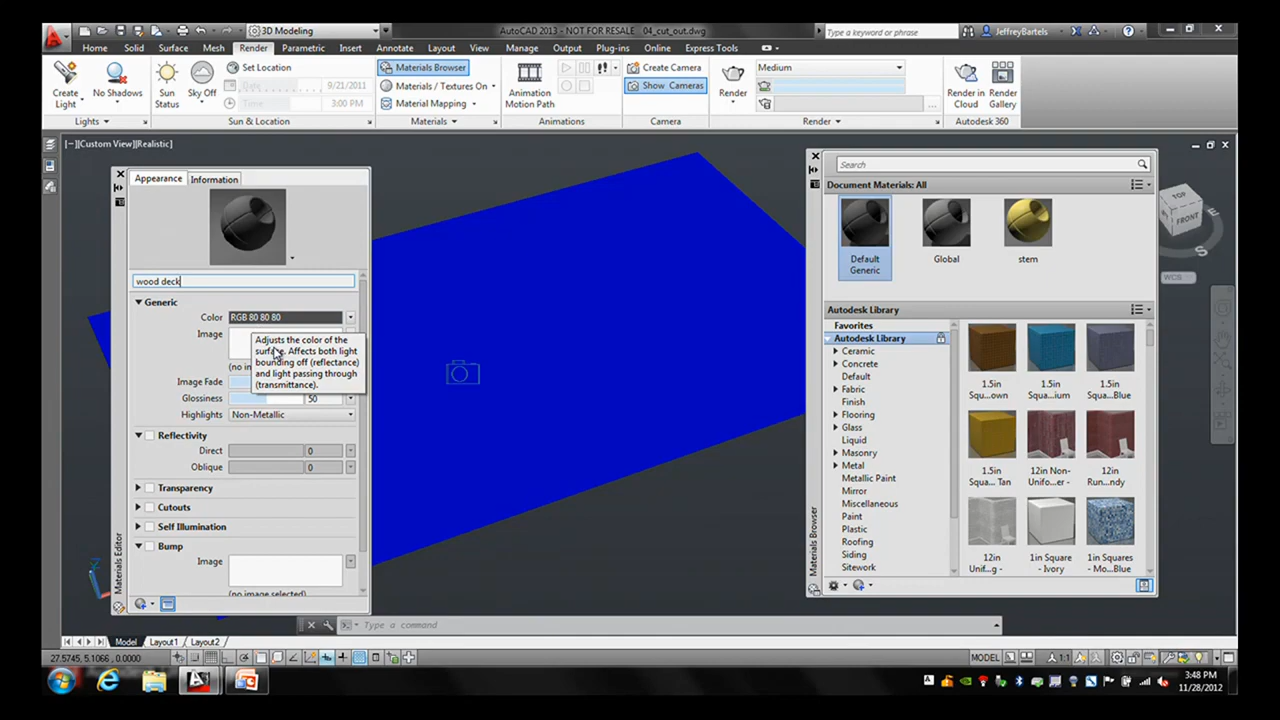 3D Modeling
AutoCAD 2013 - NOT FOR RESALE 04_cut_out.dwg
Type a keyword or phrase
JeffreyBartels
Home Solid Surface Mesh Render Parametric Insert Annotate Layout View Manage Output Plug-ins Online Express Tools
Create Light
No Shadows
Sun Status
Sky Off
Set Location
Date 9/21/2011
Time 3:00 PM
Materials Browser
Materials / Textures On
Material Mapping
Animation Motion Path
Create Camera
Show Cameras
Render
Medium
Render in Cloud
Render Gallery
Lights Sun & Location Materials Animations Camera Render Autodesk 360
[−][Custom View][Realistic]
Appearance Information
wood deck
Generic
Color RGB 80 80 80
Image
Adjusts the color of the
surface. Affects both light
bounding off (reflectance)
and light passing through
(transmittance).
Image Fade
Glossiness 50
Highlights Non-Metallic
Reflectivity
Direct 0
Oblique 0
Transparency
Cutouts
Self Illumination
Bump
Image
(no image selected)
Materials Editor
Search
Document Materials: All
Default Generic
Global
stem
Autodesk Library
Favorites
Autodesk Library
Ceramic
Concrete
Default
Fabric
Finish
Flooring
Glass
Liquid
Masonry
Metal
Metallic Paint
Mirror
Miscellaneous
Paint
Plastic
Roofing
Siding
Sitework
1.5in Squa...own
1.5in Squa...ium
1.5in Squ...Blue
1.5in Squa... Tan
12in Non-Unifo...er -
12in Run...ndy
12in Unif...g -
1in Square - Ivory
1in Squares - Mo...Blue
Materials Browser
TOP
FRONT
E
S
WCS
Type a command
Model Layout1 Layout2
27.5745, 5.1066, 0.0000
MODEL
1:1
3:48 PM
11/28/2012